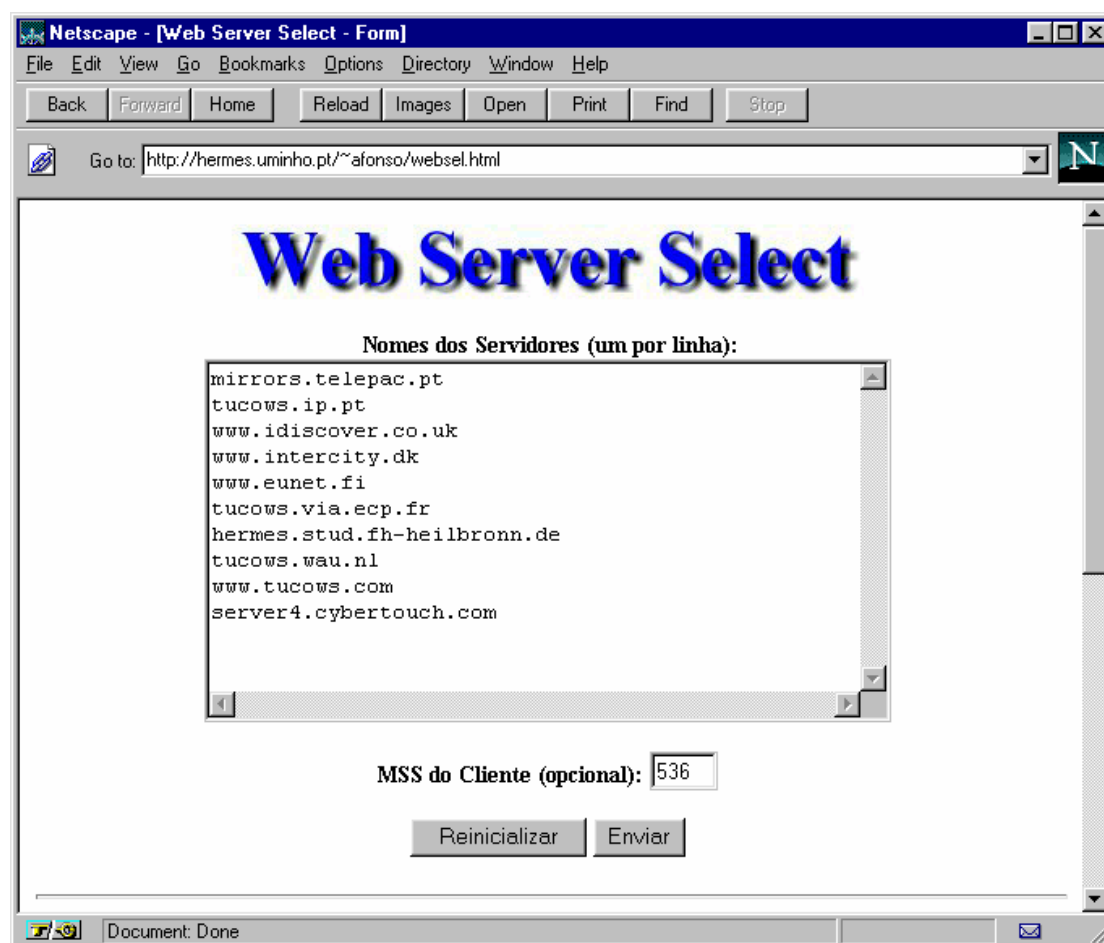 Netscape - [Web Server Select - Form]
File Edit View Go Bookmarks Options Directory Window Help
Back Forward Home Reload Images Open Print Find Stop
Go to: http://hermes.uminho.pt/~afonso/websel.html
N
Web Server Select
Nomes dos Servidores (um por linha):
mirrors.telepac.pt
tucows.ip.pt
www.idiscover.co.uk
www.intercity.dk
www.eunet.fi
tucows.via.ecp.fr
hermes.stud.fh-heilbronn.de
tucows.wau.nl
www.tucows.com
server4.cybertouch.com
MSS do Cliente (opcional): 536
Reinicializar Enviar
Document: Done